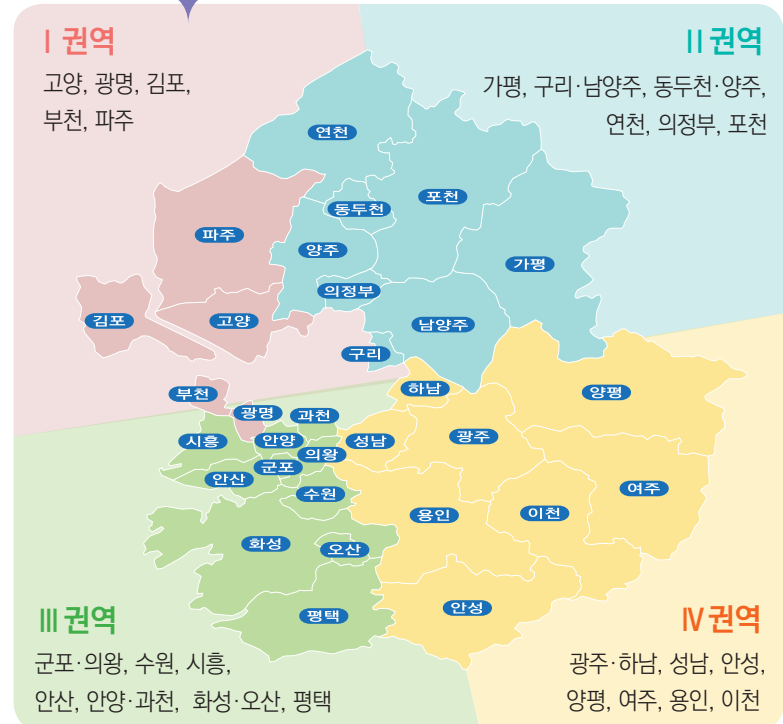 Ⅰ 권역
고양, 광명, 김포,
부천, 파주
Ⅱ 권역
가평, 구리·남양주, 동두천·양주,
연천, 의정부, 포천
연천
포천
동두천
파주
양주
가평
의정부
김포
고양
남양주
구리
하남
부천
양평
광명
과천
시흥
안양
성남
광주
의왕
군포
안산
여주
수원
용인
이천
화성
오산
안성
평택
Ⅲ 권역
군포·의왕, 수원, 시흥,
안산, 안양·과천, 화성·오산, 평택
Ⅳ 권역
광주·하남, 성남, 안성,
양평, 여주, 용인, 이천